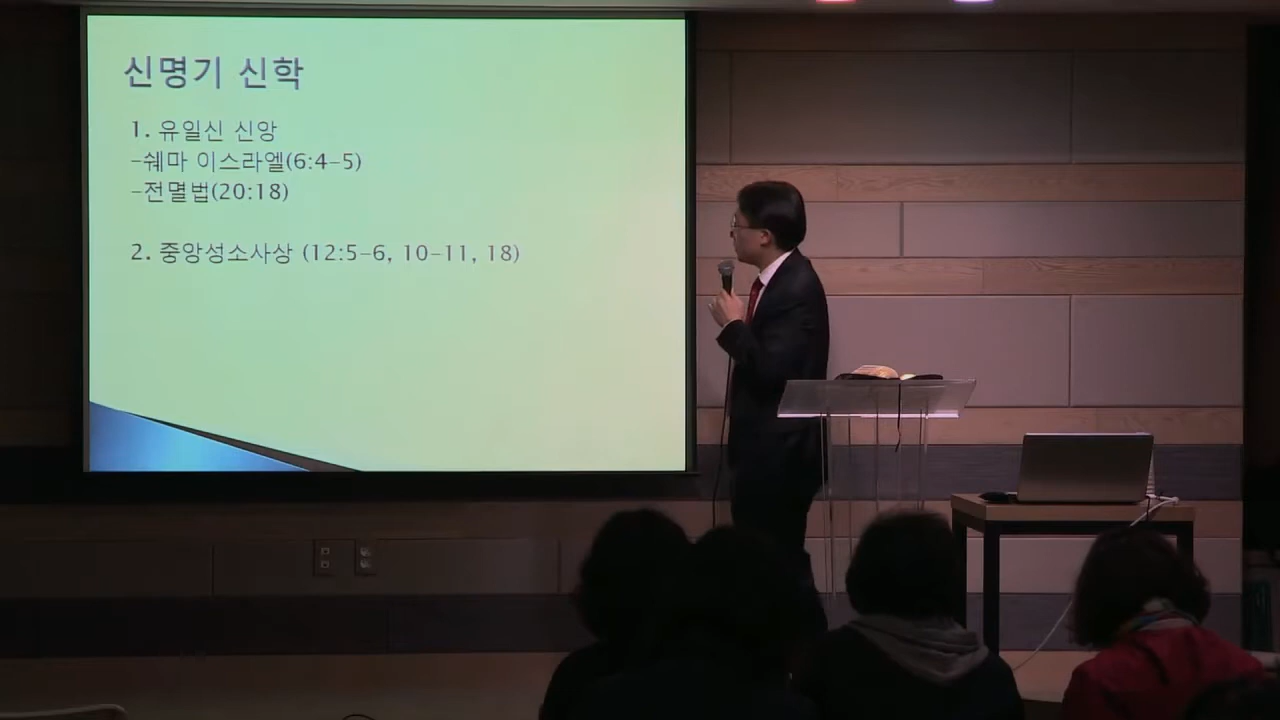 신명기 신학
1. 유일신 신앙
-쉐마 이스라엘(6:4-5)
-전멸법(20:18)
2. 중앙성소사상 (12:5-6, 10-11, 18)